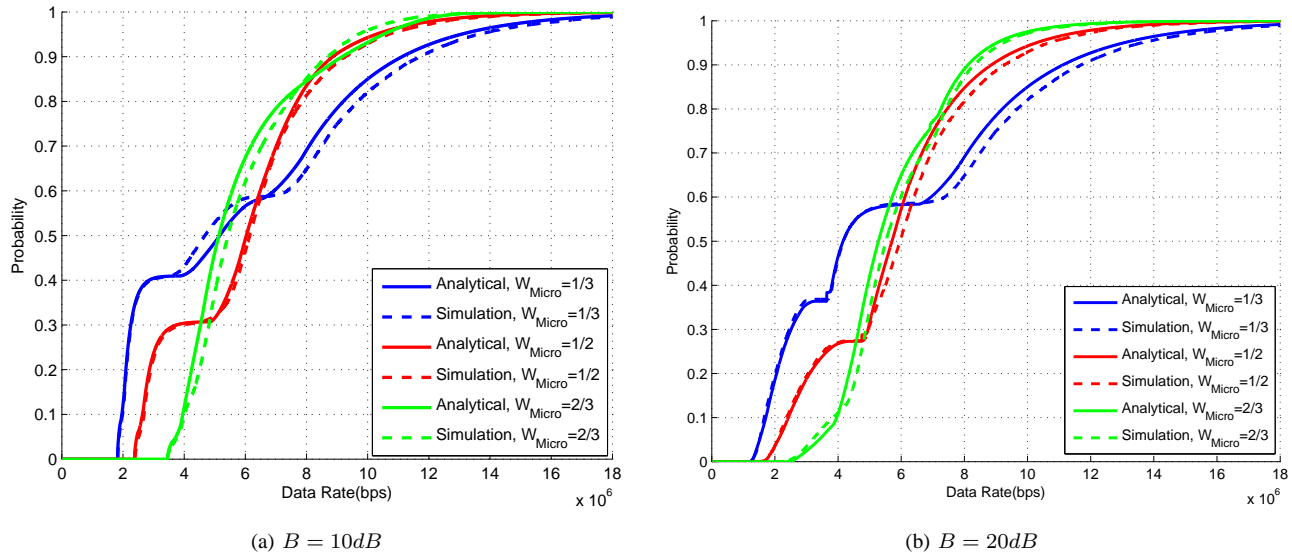 1
0.9
0.8
0.7
0.6
0.5
0.4
0.3
0.2
0.1
0
Probability
0 2 4 6 8 10 12 14 16 18
Data Rate(bps)
x 10^6
Analytical, W_Micro=1/3
Simulation, W_Micro=1/3
Analytical, W_Micro=1/2
Simulation, W_Micro=1/2
Analytical, W_Micro=2/3
Simulation, W_Micro=2/3
(a) B = 10dB
1
0.9
0.8
0.7
0.6
0.5
0.4
0.3
0.2
0.1
0
Probability
0 2 4 6 8 10 12 14 16 18
Data Rate(bps)
x 10^6
Analytical, W_Micro=1/3
Simulation, W_Micro=1/3
Analytical, W_Micro=1/2
Simulation, W_Micro=1/2
Analytical, W_Micro=2/3
Simulation, W_Micro=2/3
(b) B = 20dB